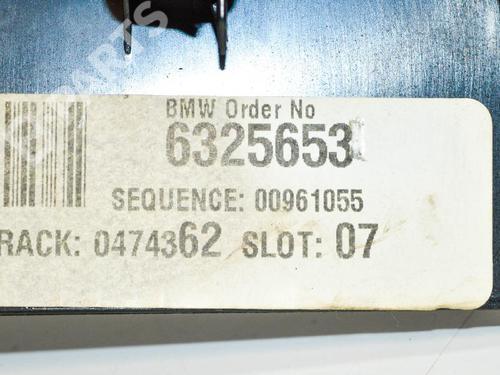 BMW Order No
6325653
SEQUENCE: 00961055
RACK: 0474362 SLOT: 07